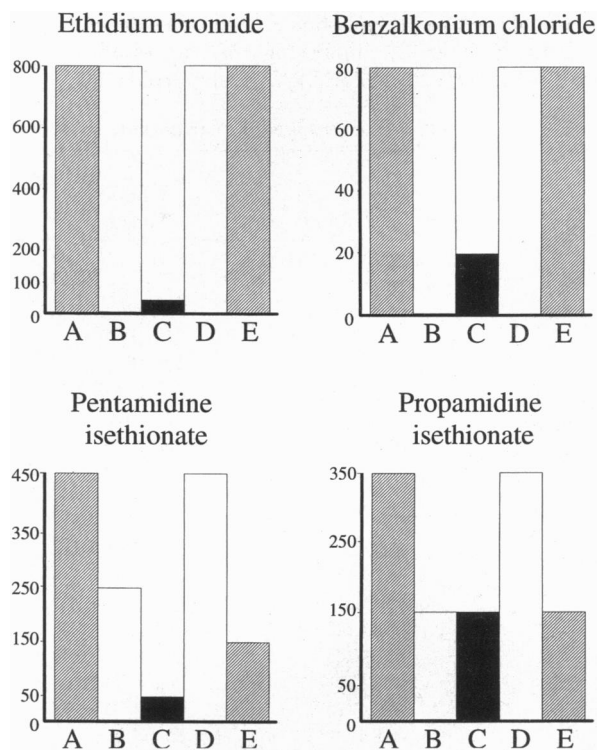 Ethidium bromide
800
600
400
200
100
0
A B C D E
Benzalkonium chloride
80
60
40
20
0
A B C D E
Pentamidine
isethionate
450
350
250
150
50
0
A B C D E
Propamidine
isethionate
350
250
150
50
0
A B C D E